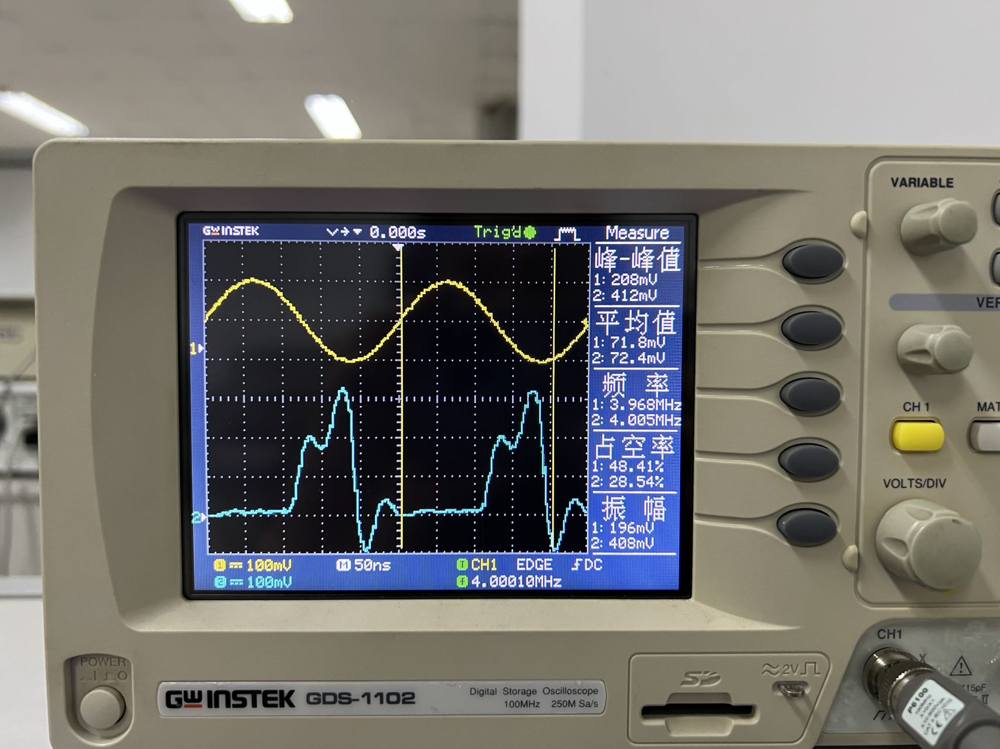 GW INSTEK 0.000s Trig'd Measure
峰-峰值
1: 208mV
2: 412mV
平均值
1: 71.8mV
2: 72.4mV
频率
1: 3.968MHz
2: 4.005MHz
占空率
1: 48.41%
2: 28.54%
振幅
1: 196mV
2: 408mV
1
2
1 100mV M 50ns T CH1 EDGE DC
2 100mV f 4.00010MHz
VARIABLE
CH 1
VOLTS/DIV
CH1
X
15pF
II
P6100
POWER
GW INSTEK GDS-1102
Digital Storage Oscilloscope
100MHz 250M Sa/s
SD
≈2V